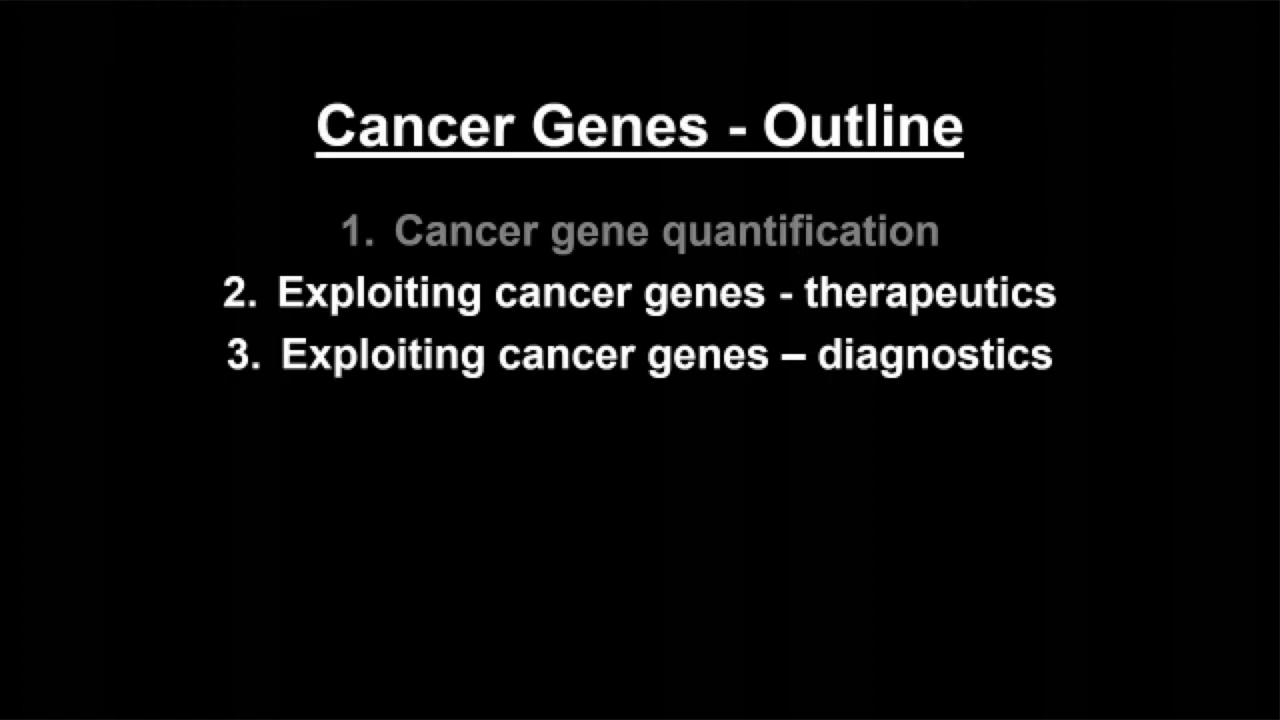 Cancer Genes - Outline
1. Cancer gene quantification
2. Exploiting cancer genes - therapeutics
3. Exploiting cancer genes – diagnostics